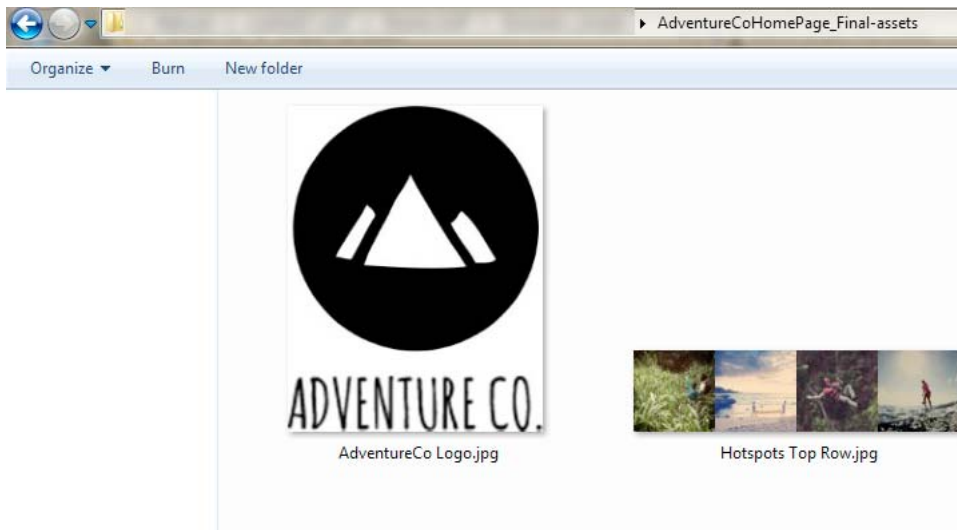 AdventureCoHomePage_Final-assets
Organize Burn New folder
ADVENTURE CO.
AdventureCo Logo.jpg Hotspots Top Row.jpg